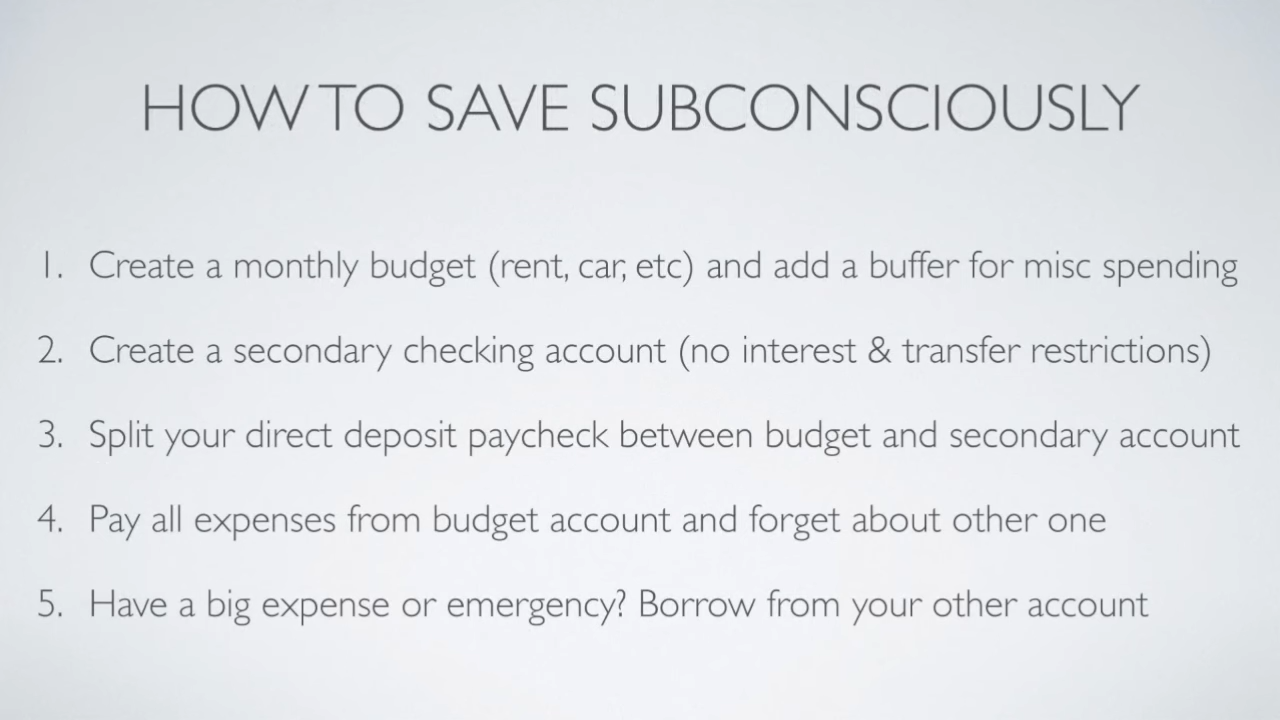 HOW TO SAVE SUBCONSCIOUSLY
1. Create a monthly budget (rent, car, etc) and add a buffer for misc spending
2. Create a secondary checking account (no interest & transfer restrictions)
3. Split your direct deposit paycheck between budget and secondary account
4. Pay all expenses from budget account and forget about other one
5. Have a big expense or emergency? Borrow from your other account